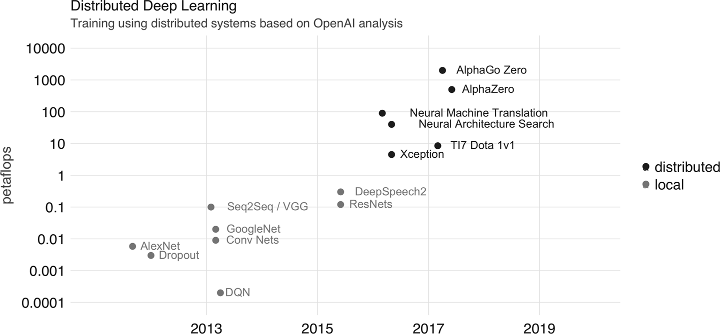 Distributed Deep Learning
Training using distributed systems based on OpenAI analysis
petaflops
10000
1000
100
10
1
0.1
0.01
0.001
0.0001
AlphaGo Zero
AlphaZero
Neural Machine Translation
Neural Architecture Search
TI7 Dota 1v1
Xception
DeepSpeech2
ResNets
Seq2Seq / VGG
GoogleNet
Conv Nets
AlexNet
Dropout
DQN
2013 2015 2017 2019
distributed
local